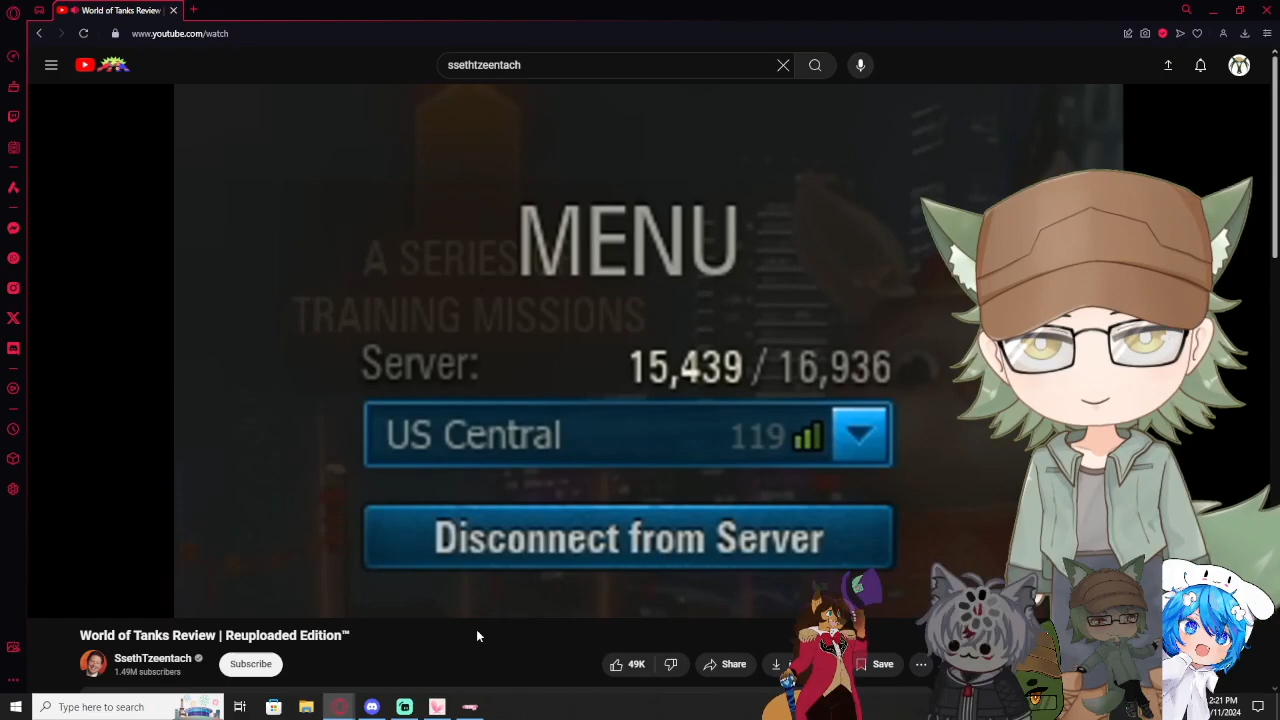 World of Tanks Review |
www.youtube.com/watch
ssethtzeentach
MENU
A SERIES
TRAINING MISSIONS
Server: 15,439 / 16,936
US Central 119
Disconnect from Server
World of Tanks Review | Reuploaded Edition™
SsethTzeentach
1.49M subscribers
Subscribe
49K
Share
Save
Type here to search
2:21 PM
/11/2024